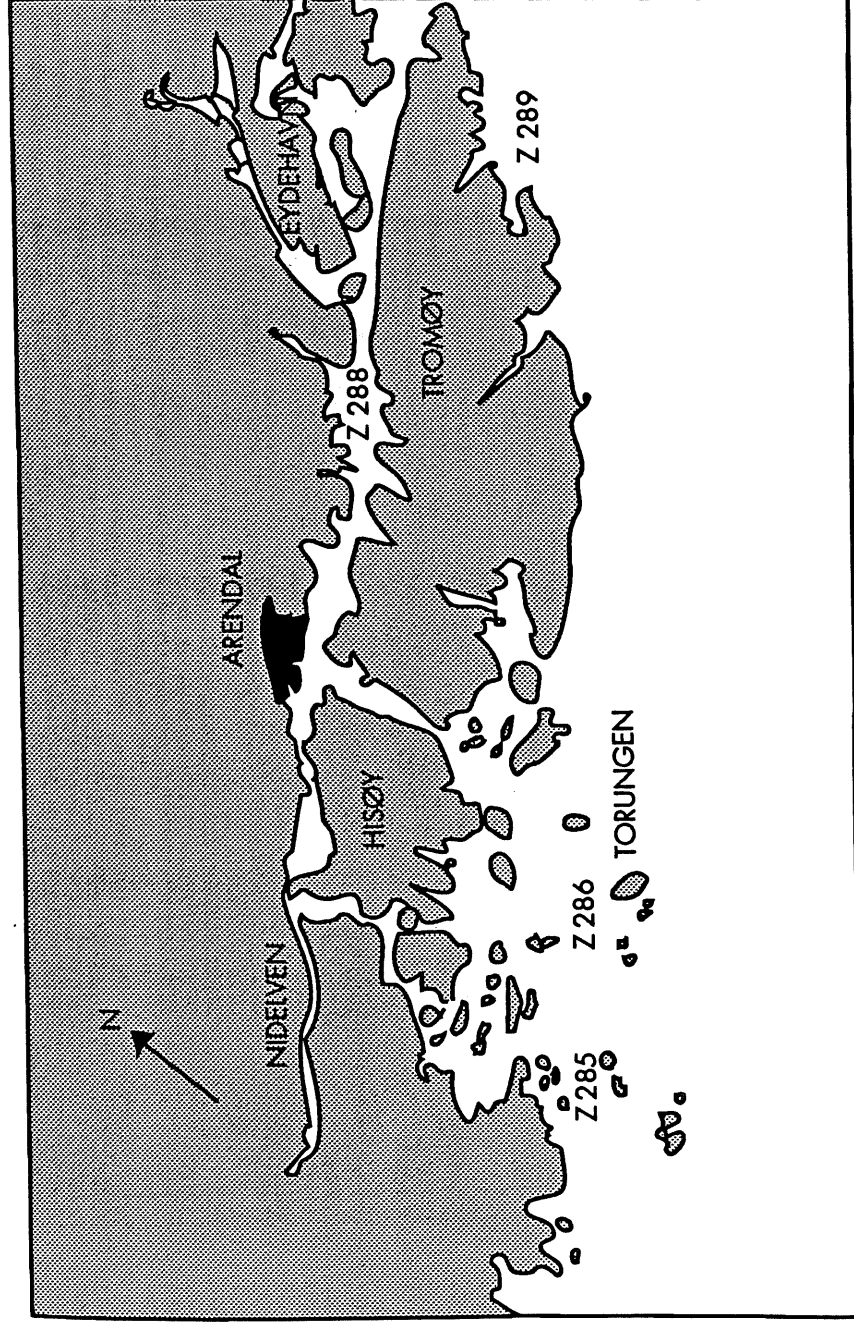 N
NIDELVEN
ARENDAL
EYDEHAVN
HISØY
TROMØY
Z 288
Z 289
Z 285
Z 286
TORUNGEN